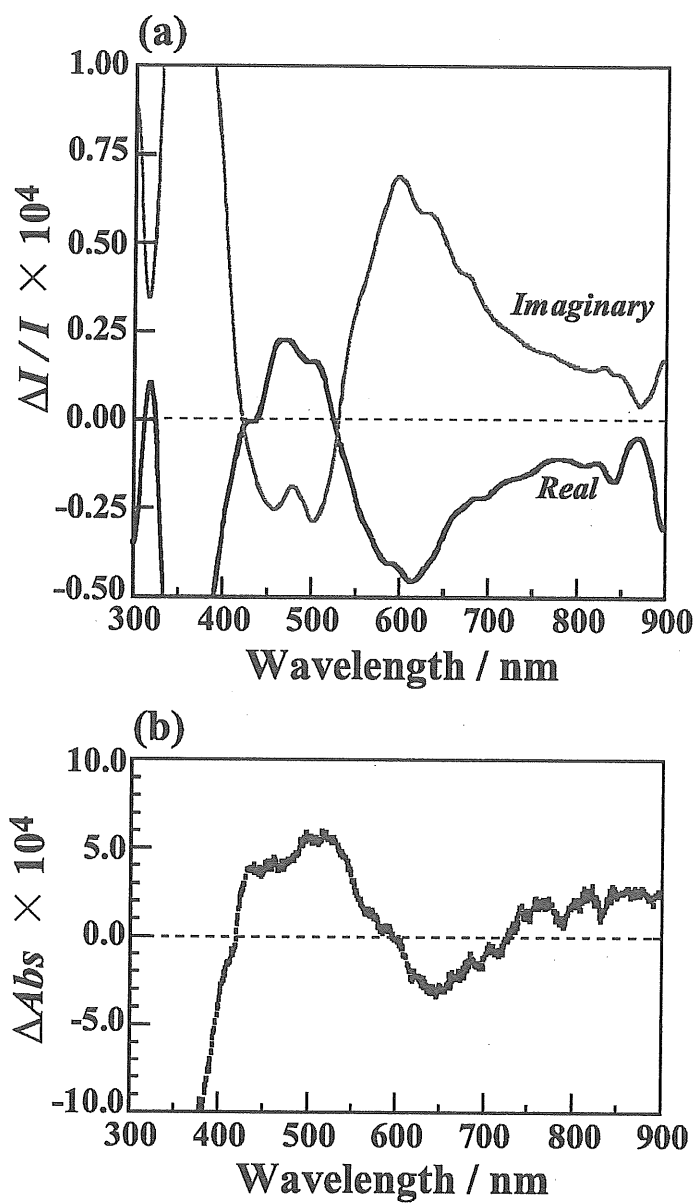 (a)
1.00
0.75
0.50
0.25
0.00
-0.25
-0.50
ΔI / I × 10⁴
Imaginary
Real
300 400 500 600 700 800 900
Wavelength / nm
(b)
10.0
5.0
0.0
-5.0
-10.0
ΔAbs × 10⁴
300 400 500 600 700 800 900
Wavelength / nm